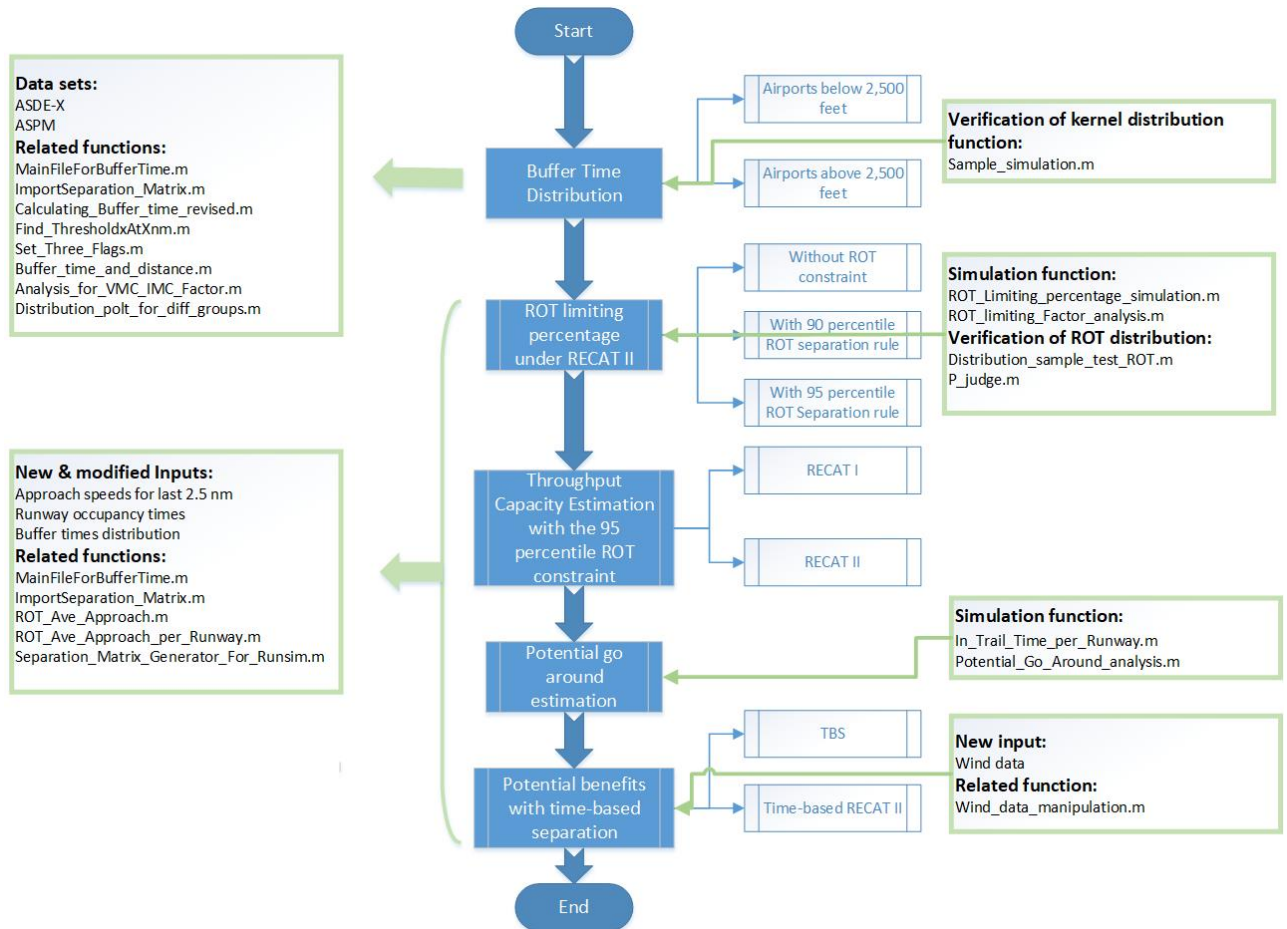 Start
Data sets:
ASDE-X
ASPM
Related functions:
MainFileForBufferTime.m
ImportSeparation_Matrix.m
Calculating_Buffer_time_revised.m
Find_ThresholdxAtXnm.m
Set_Three_Flags.m
Buffer_time_and_distance.m
Analysis_for_VMC_IMC_Factor.m
Distribution_polt_for_diff_groups.m
Buffer Time
Distribution
Airports below 2,500
feet
Airports above 2,500
feet
Verification of kernel distribution
function:
Sample_simulation.m
ROT limiting
percentage
under RECAT II
Without ROT
constraint
With 90 percentile
ROT separation rule
With 95 percentile
ROT Separation rule
Simulation function:
ROT_Limiting_percentage_simulation.m
ROT_limiting_Factor_analysis.m
Verification of ROT distribution:
Distribution_sample_test_ROT.m
P_judge.m
New & modified Inputs:
Approach speeds for last 2.5 nm
Runway occupancy times
Buffer times distribution
Related functions:
MainFileForBufferTime.m
ImportSeparation_Matrix.m
ROT_Ave_Approach.m
ROT_Ave_Approach_per_Runway.m
Separation_Matrix_Generator_For_Runsim.m
Throughput
Capacity Estimation
with the 95
percentile ROT
constraint
RECAT I
RECAT II
Potential go
around
estimation
Simulation function:
In_Trail_Time_per_Runway.m
Potential_Go_Around_analysis.m
Potential benefits
with time-based
separation
TBS
Time-based RECAT II
New input:
Wind data
Related function:
Wind_data_manipulation.m
End